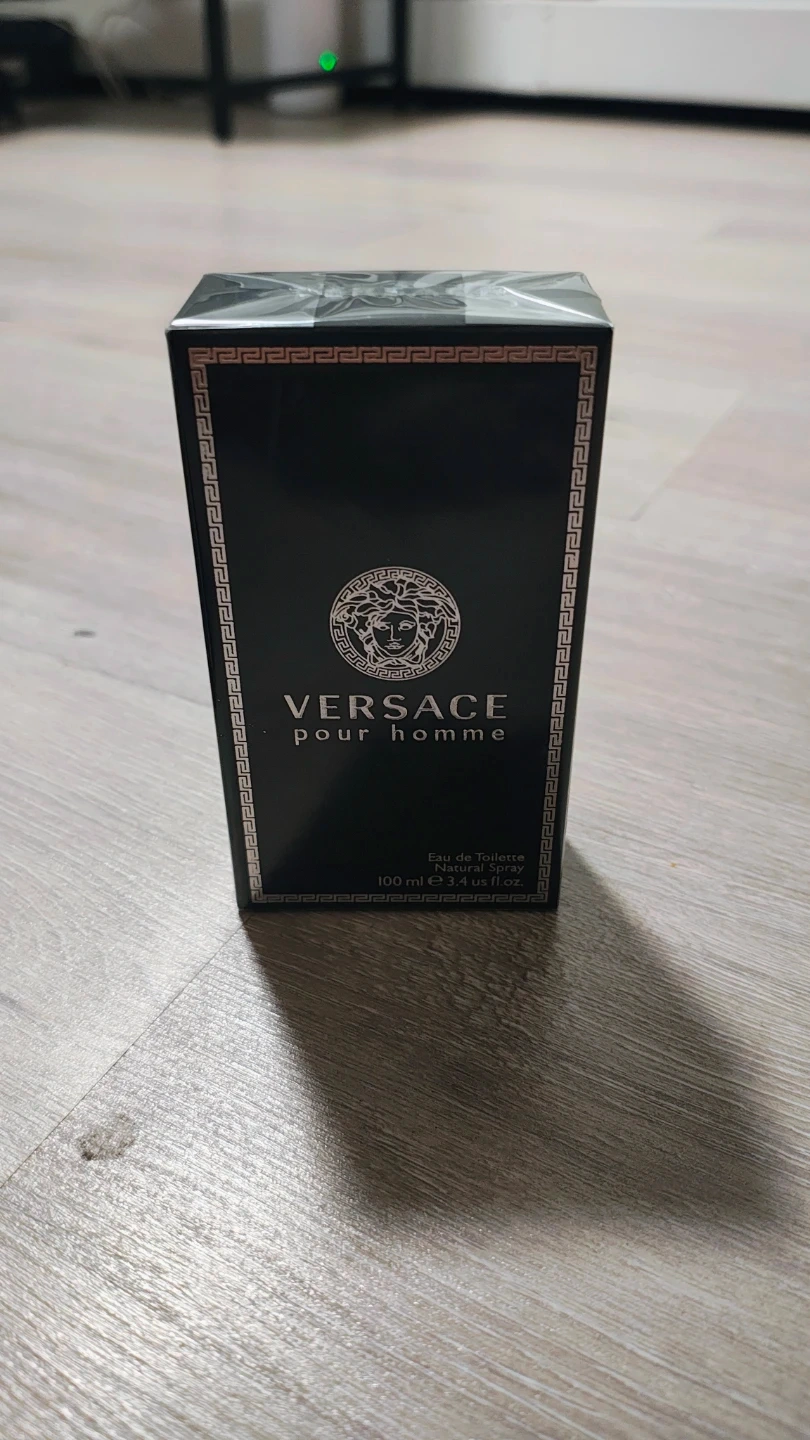 VERSACE
pour homme
Eau de Toilette
Natural Spray
100 ml ℮ 3.4 us fl.oz.